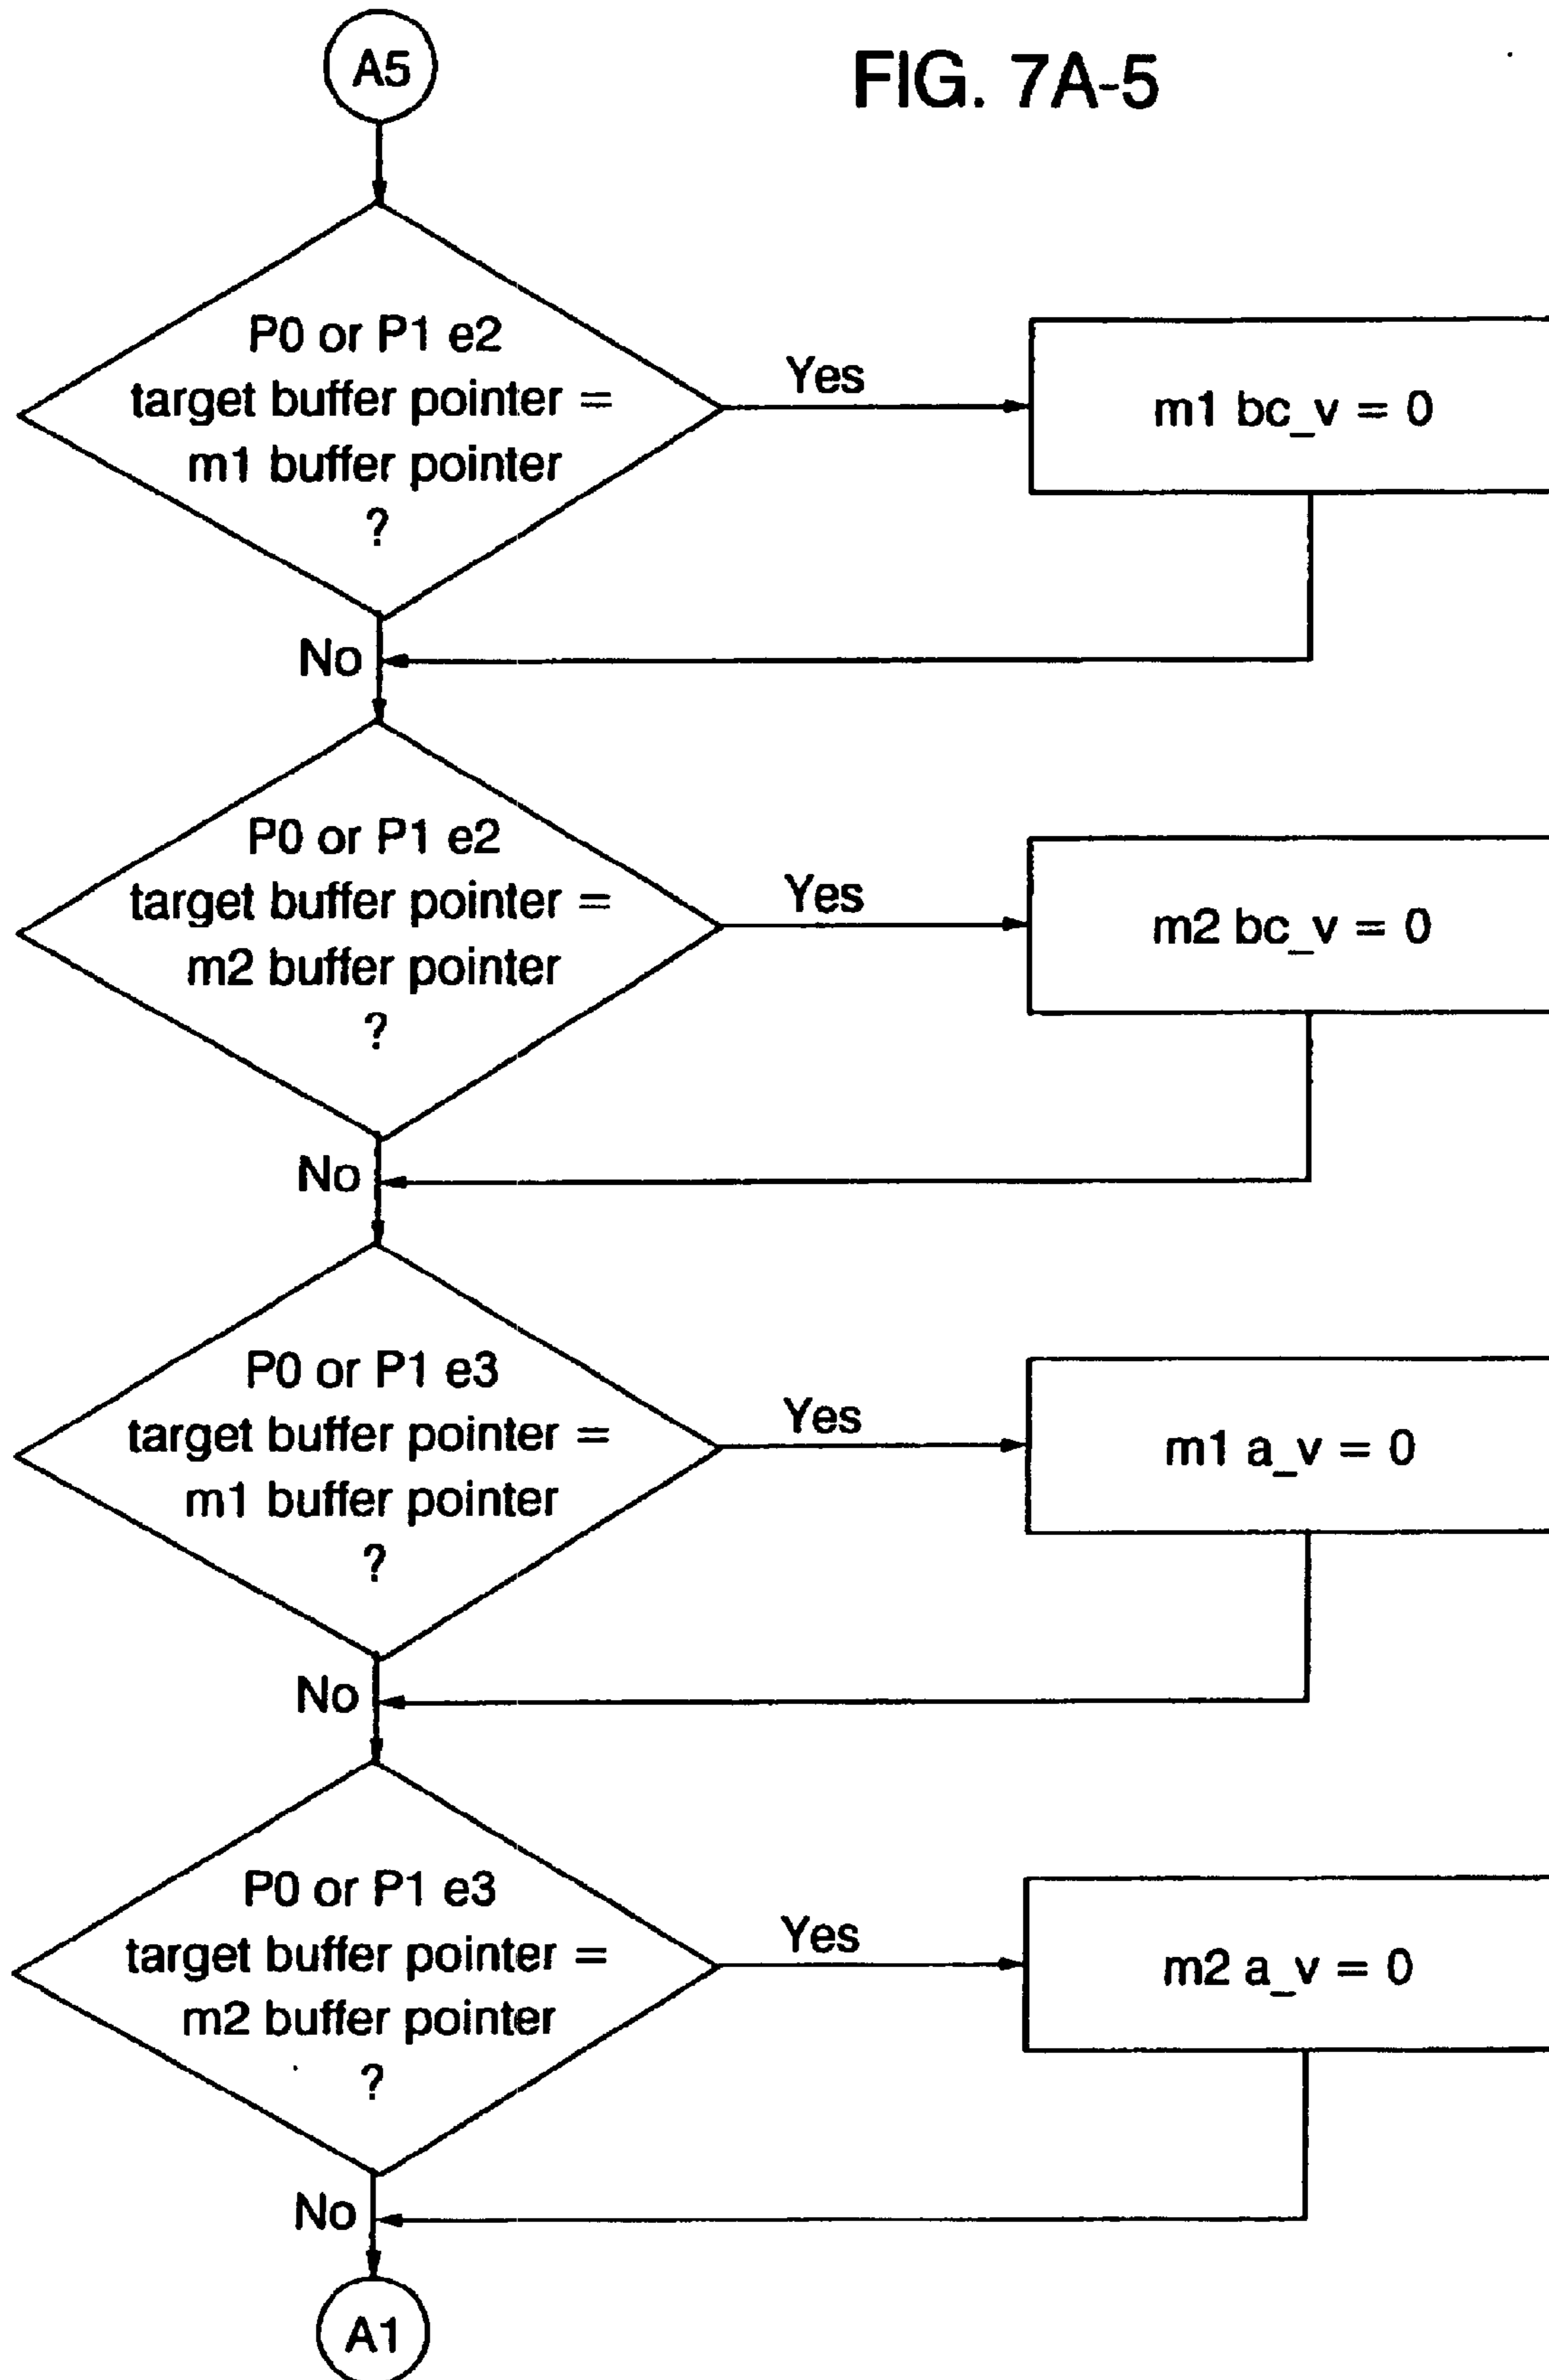 A5
FIG. 7A-5
P0 or P1 e2
target buffer pointer =
m1 buffer pointer
?
Yes
m1 bc_v = 0
No
P0 or P1 e2
target buffer pointer =
m2 buffer pointer
?
Yes
m2 bc_v = 0
No
P0 or P1 e3
target buffer pointer =
m1 buffer pointer
?
Yes
m1 a_v = 0
No
P0 or P1 e3
target buffer pointer =
m2 buffer pointer
?
Yes
m2 a_v = 0
No
A1